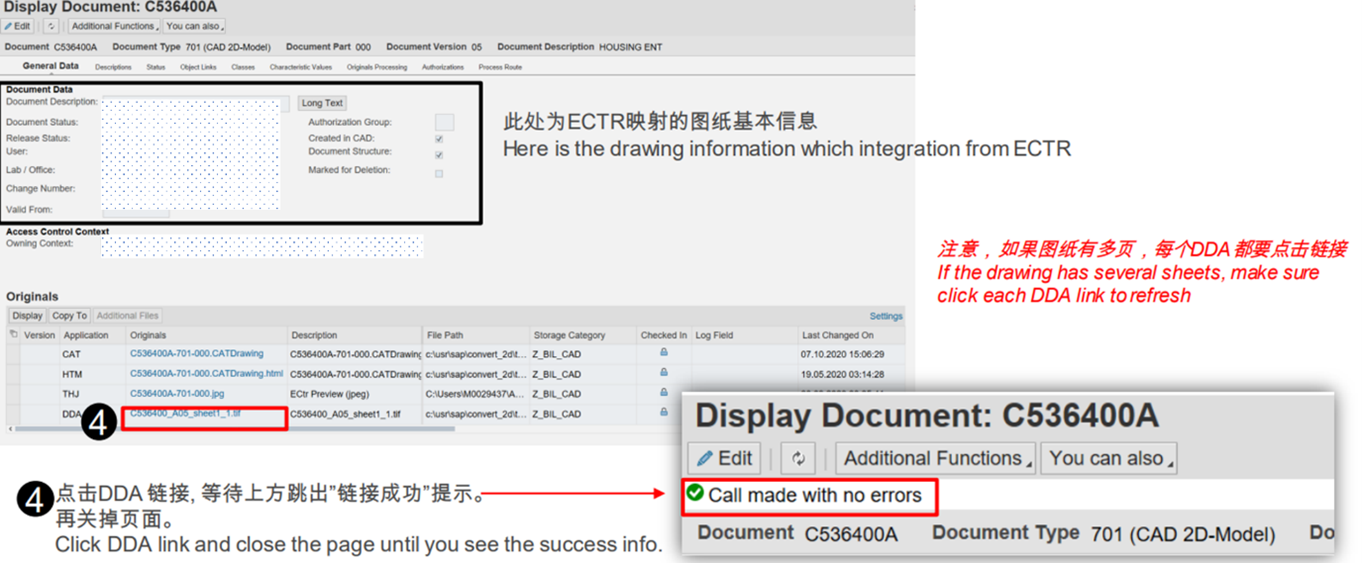 Display Document: C536400A
Edit Additional Functions You can also
Document C536400A Document Type 701 (CAD 2D-Model) Document Part 000 Document Version 05 Document Description HOUSING ENT
General Data Descriptions Status Object Links Classes Characteristic Values Originals Processing Authorizations Process Route
Document Data
Document Description: Long Text
Document Status: Authorization Group:
Release Status: Created in CAD:
User: Document Structure:
Lab / Office: Marked for Deletion:
Change Number:
Valid From:
此处为ECTR映射的图纸基本信息
Here is the drawing information which integration from ECTR
Access Control Context
Owning Context:
注意，如果图纸有多页，每个DDA 都要点击链接
If the drawing has several sheets, make sure
click each DDA link to refresh
Originals
Display Copy To Additional Files Settings
Version Application Originals Description File Path Storage Category Checked In Log Field Last Changed On
CAT C536400A-701-000.CATDrawing C536400A-701-000.CATDrawing c:\usr\sap\convert_2d\t... Z_BIL_CAD 07.10.2020 15:06:29
HTM C536400A-701-000.CATDrawing.html C536400A-701-000.CATDrawing c:\usr\sap\convert_2d\t... Z_BIL_CAD 19.05.2020 03:14:28
THJ C536400A-701-000.jpg ECtr Preview (jpeg) C:\Users\M0029437\A... Z_BIL_CAD
DDA C536400_A05_sheet1_1.tif C536400_A05_sheet1_1.tif c:\usr\sap\convert_2d\t... Z_BIL_CAD
4
4 点击DDA 链接, 等待上方跳出"链接成功"提示。
再关掉页面。
Click DDA link and close the page until you see the success info.
Display Document: C536400A
Edit Additional Functions You can also
Call made with no errors
Document C536400A Document Type 701 (CAD 2D-Model) Do